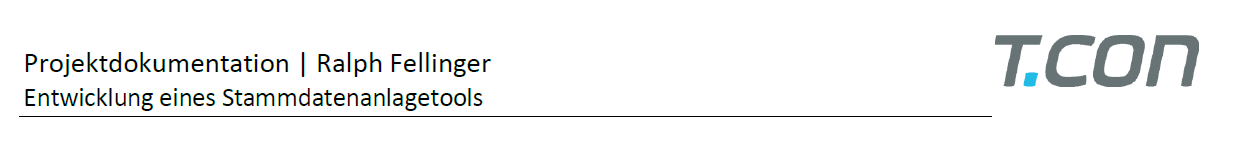 Projektdokumentation | Ralph Fellinger
Entwicklung eines Stammdatenanlagetools
T.CON